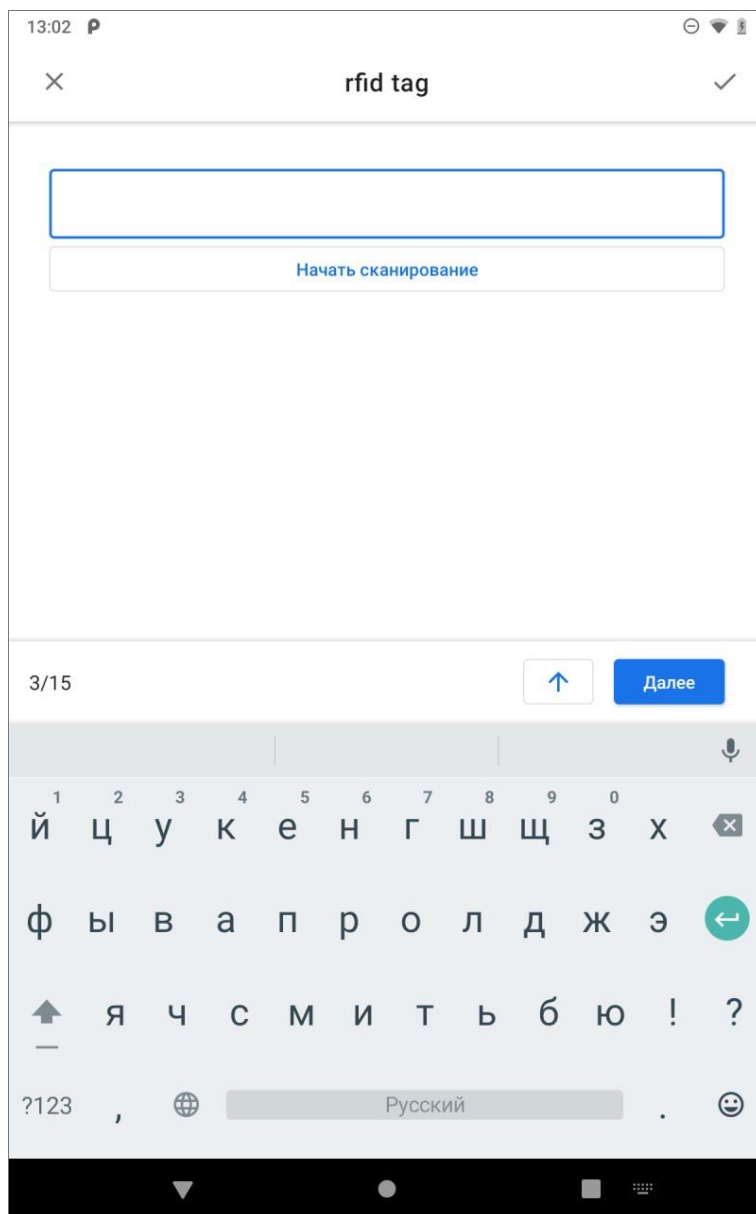 13:02
rfid tag
Начать сканирование
3/15
Далее
1 2 3 4 5 6 7 8 9 0
й ц у к е н г ш щ з х
ф ы в а п р о л д ж э
я ч с м и т ь б ю ! ?
?123 , Русский .